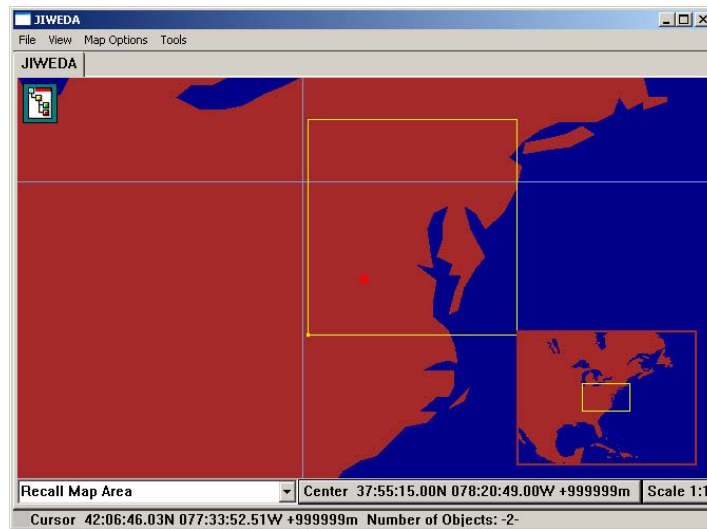 JIWEDA
File View Map Options Tools
JIWEDA
Recall Map Area Center 37:55:15.00N 078:20:49.00W +999999m Scale 1:1
Cursor 42:06:46.03N 077:33:52.51W +999999m Number of Objects: -2-